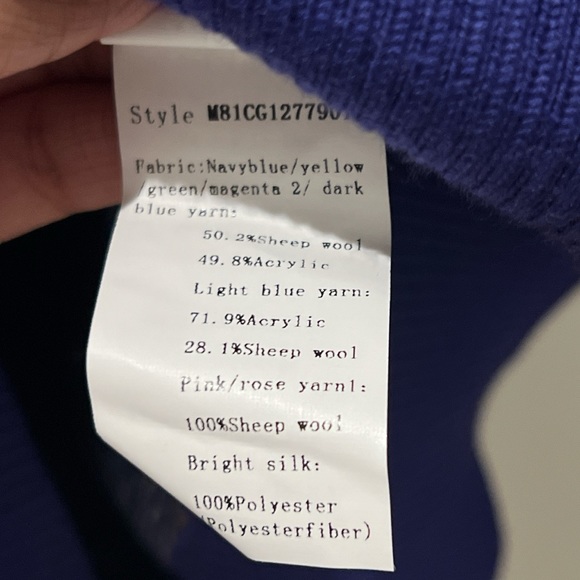 Style M81CG12779
Fabric:Navyblue/yellow
/green/magenta 2/ dark
blue yarn:
50.2%Sheep wool
49.8%Acrylic
Light blue yarn:
71.9%Acrylic
28.1%Sheep wool
Pink/rose yarn1:
100%Sheep wool
Bright silk:
100%Polyester
(Polyesterfiber)